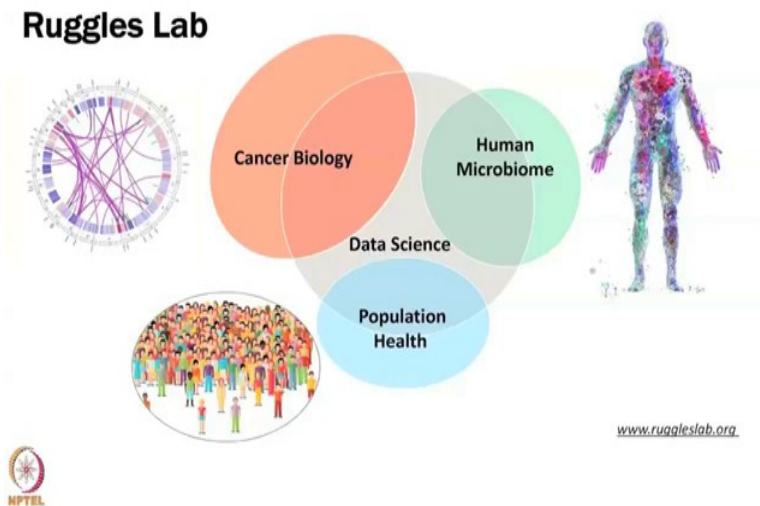 Ruggles Lab
Cancer Biology
Human
Microbiome
Data Science
Population
Health
www.ruggleslab.org
NPTEL